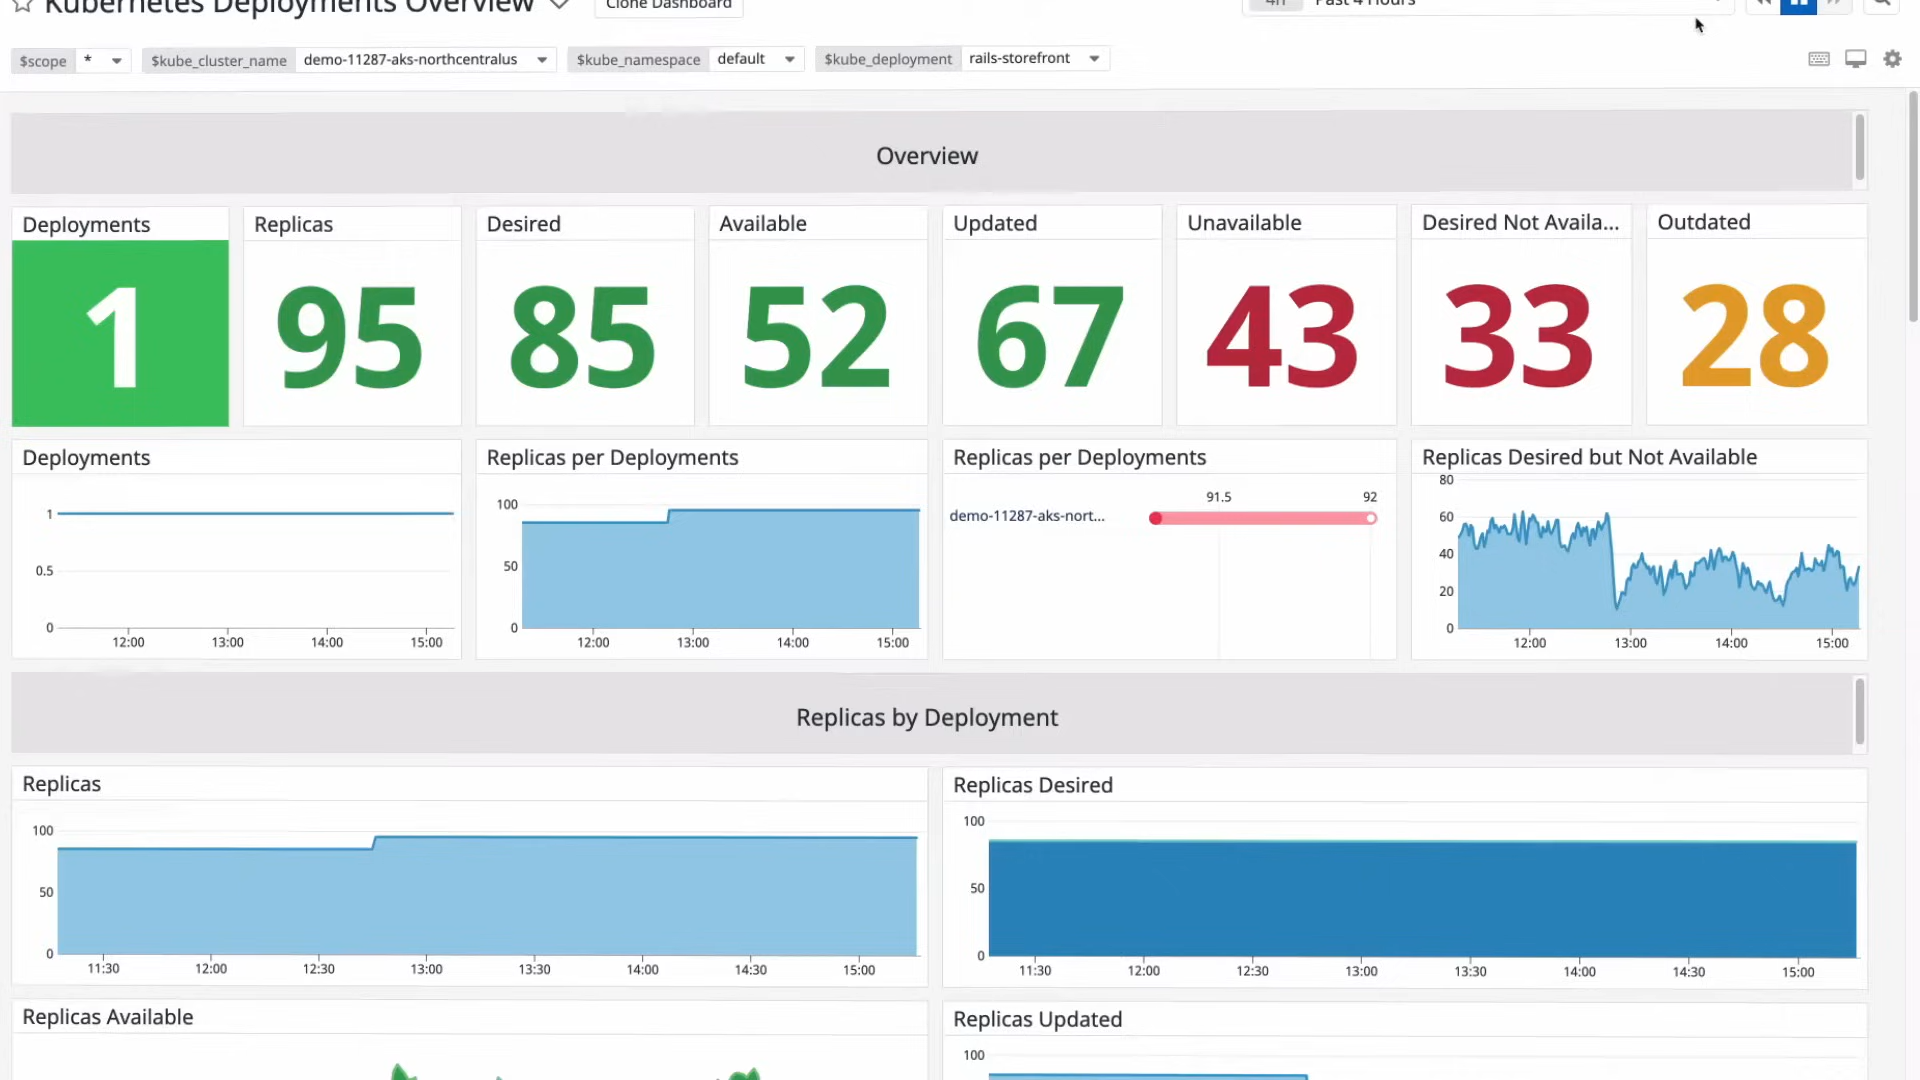 Kubernetes Deployments Overview
Clone Dashboard
4h Past 4 Hours
$scope *
$kube_cluster_name demo-11287-aks-northcentralus
$kube_namespace default
$kube_deployment rails-storefront
Overview
Deployments
1
Replicas
95
Desired
85
Available
52
Updated
67
Unavailable
43
Desired Not Availa...
33
Outdated
28
Deployments
1
0.5
0
12:00 13:00 14:00 15:00
Replicas per Deployments
100
50
0
12:00 13:00 14:00 15:00
Replicas per Deployments
91.5 92
demo-11287-aks-nort...
Replicas Desired but Not Available
80
60
40
20
0
12:00 13:00 14:00 15:00
Replicas by Deployment
Replicas
100
50
0
11:30 12:00 12:30 13:00 13:30 14:00 14:30 15:00
Replicas Desired
100
50
0
11:30 12:00 12:30 13:00 13:30 14:00 14:30 15:00
Replicas Available
Replicas Updated
100